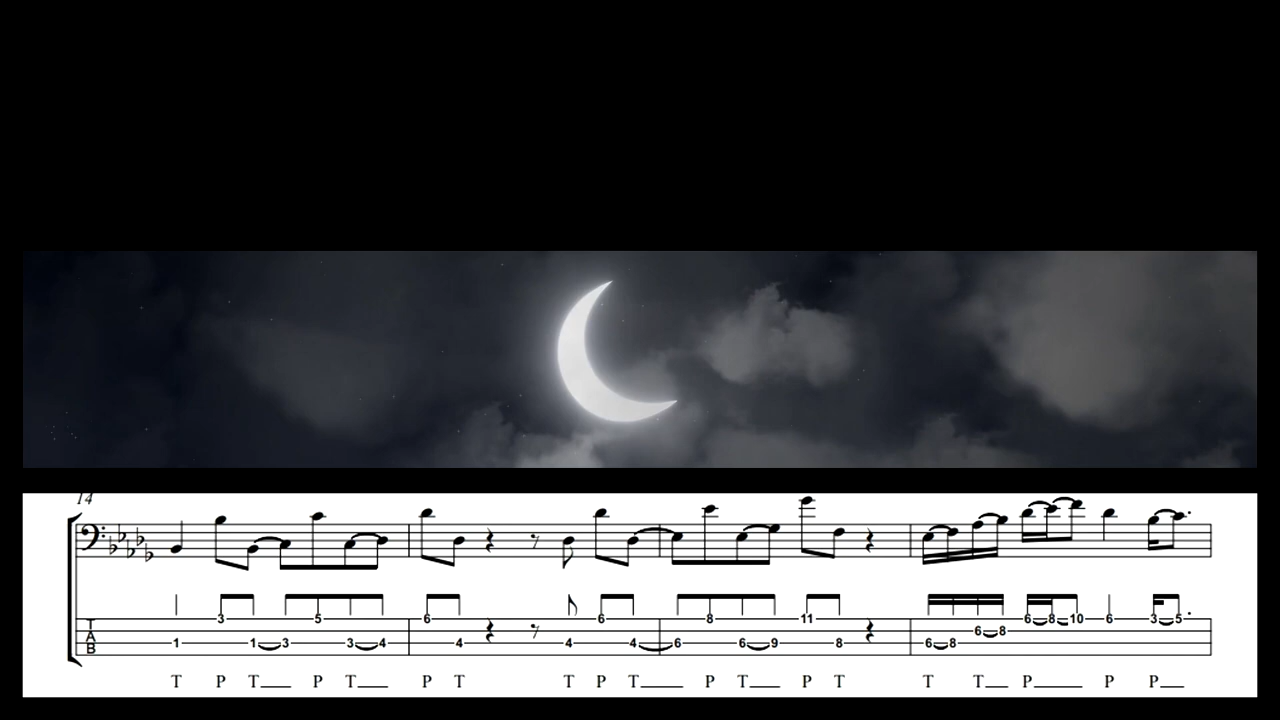 14
3 5 6 6 8 11 6 8 10 6 3 5
T 6 8
A
B 1 1 3 3 4 4 4 4 6 6 9 8 6 8
T P T P T P T T P T P T P T T T P P P